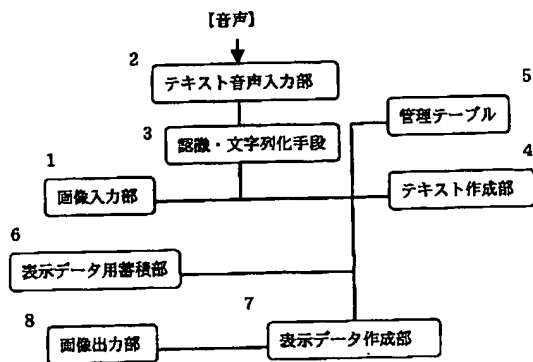 【音声】
2
テキスト音声入力部
5
管理テーブル
3
認識・文字列化手段
1
画像入力部
4
テキスト作成部
6
表示データ用蓄積部
7
表示データ作成部
8
画像出力部